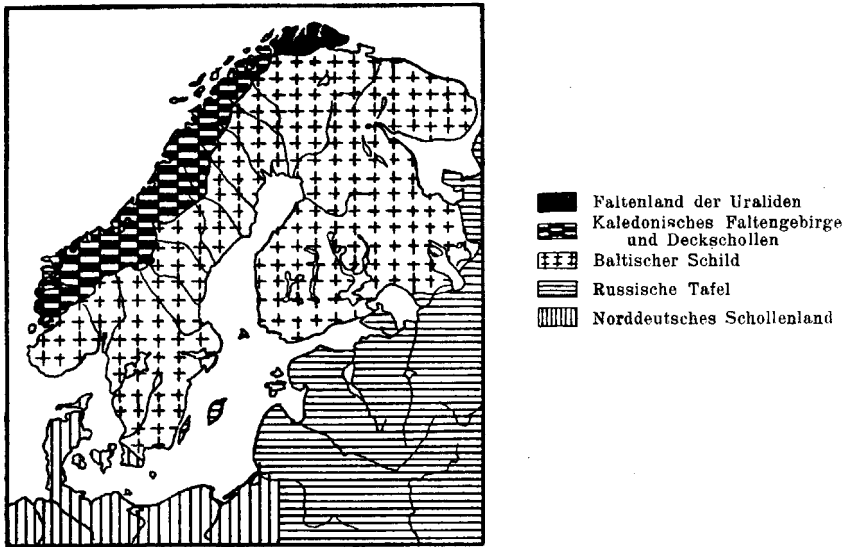 Faltenland der Uraliden
Kaledonisches Faltengebirge
und Deckschollen
Baltischer Schild
Russische Tafel
Norddeutsches Schollenland